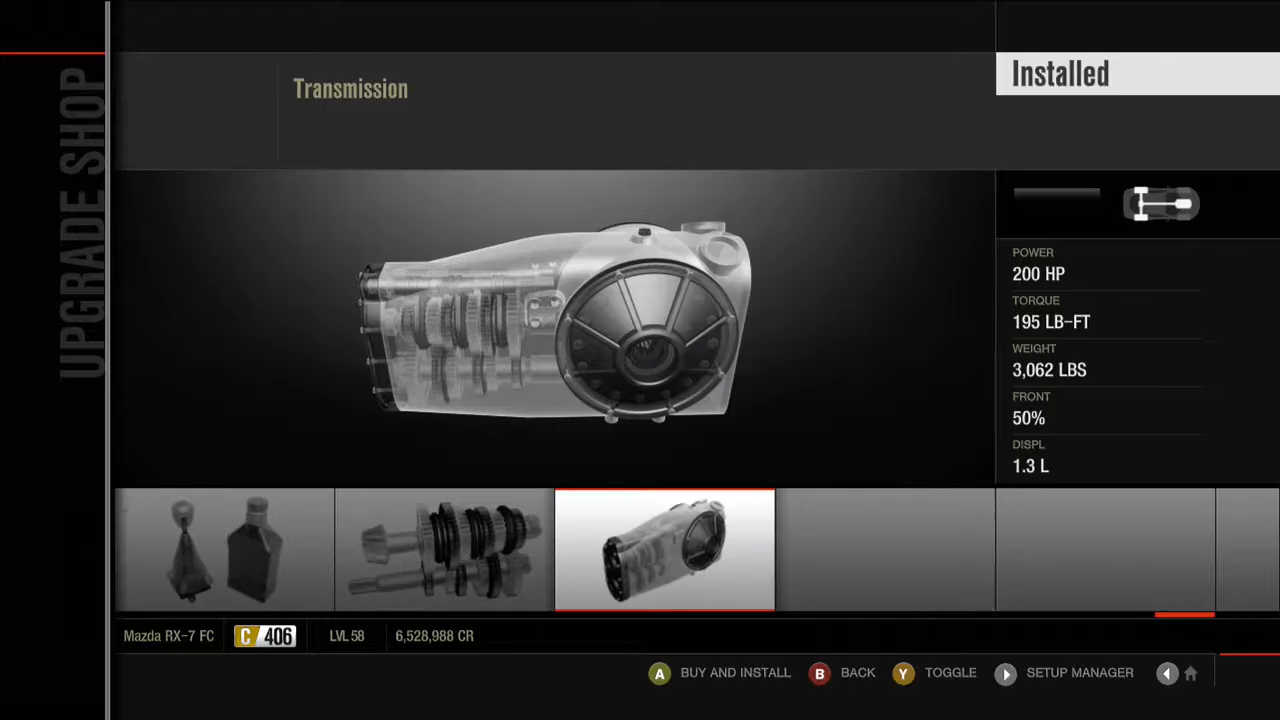 UPGRADE SHOP
Transmission
Installed
POWER
200 HP
TORQUE
195 LB-FT
WEIGHT
3,062 LBS
FRONT
50%
DISPL
1.3 L
Mazda RX-7 FC
C 406
LVL 58
6,528,988 CR
A BUY AND INSTALL
B BACK
Y TOGGLE
SETUP MANAGER